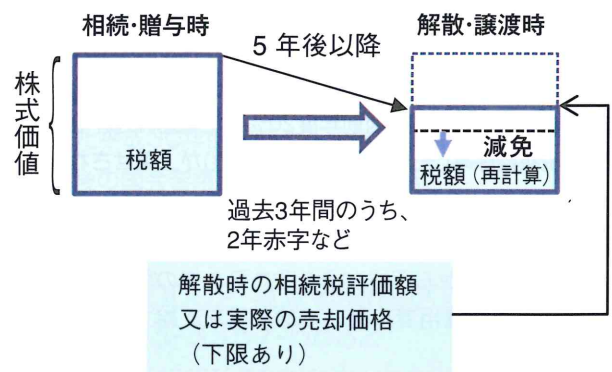 相続・贈与時
解散・譲渡時
5年後以降
株式価値
税額
減免
税額(再計算)
過去3年間のうち、
2年赤字など
解散時の相続税評価額
又は実際の売却価格
(下限あり)